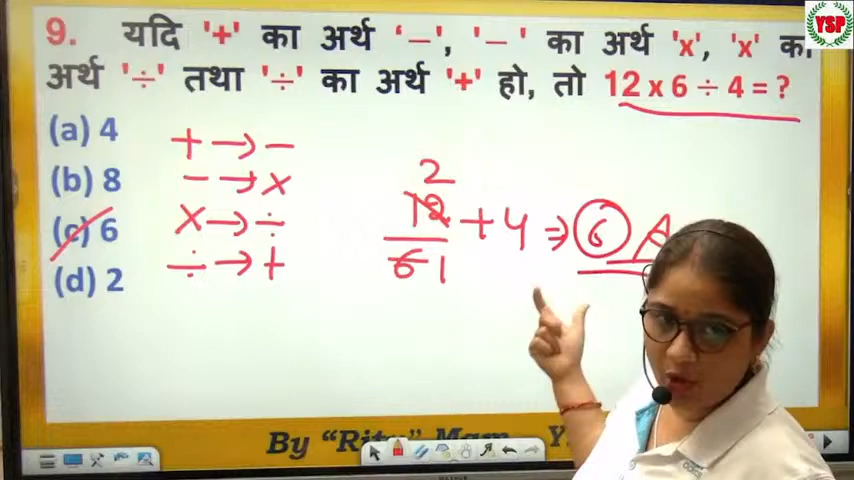 YSP
9. यदि '+' का अर्थ '–', '–' का अर्थ 'x', 'x' का
अर्थ '÷' तथा '÷' का अर्थ '+' हो, तो 12 x 6 ÷ 4 = ?
(a) 4
(b) 8
(c) 6
(d) 2
+ → −
− → ×
× → ÷
÷ → +
2
12 + 4 ⇒ 6 A
6 1
By "Ritu" Mam